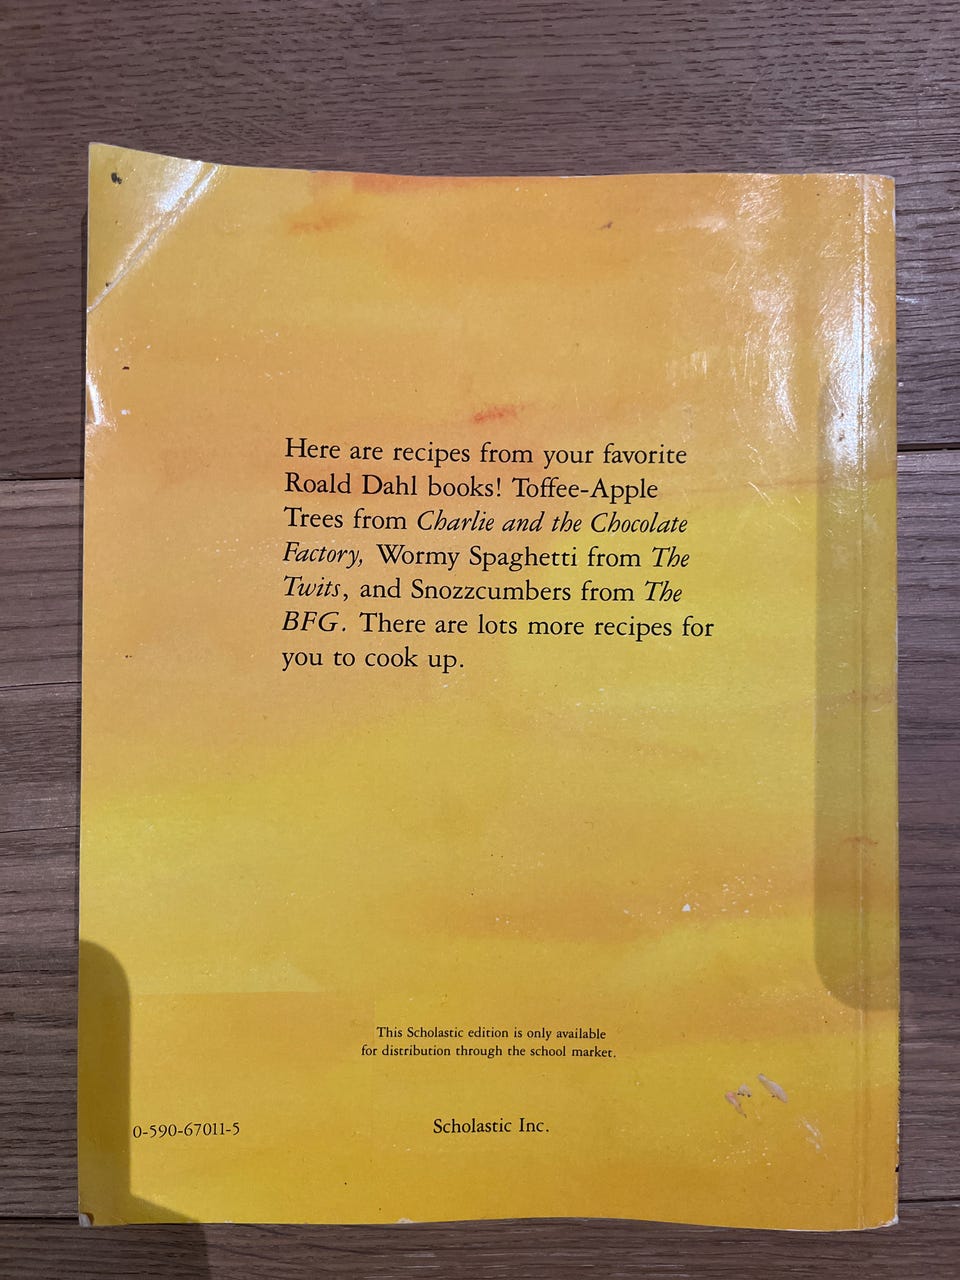 Here are recipes from your favorite
Roald Dahl books! Toffee-Apple
Trees from Charlie and the Chocolate
Factory, Wormy Spaghetti from The
Twits, and Snozzcumbers from The
BFG. There are lots more recipes for
you to cook up.
This Scholastic edition is only available
for distribution through the school market.
0-590-67011-5
Scholastic Inc.